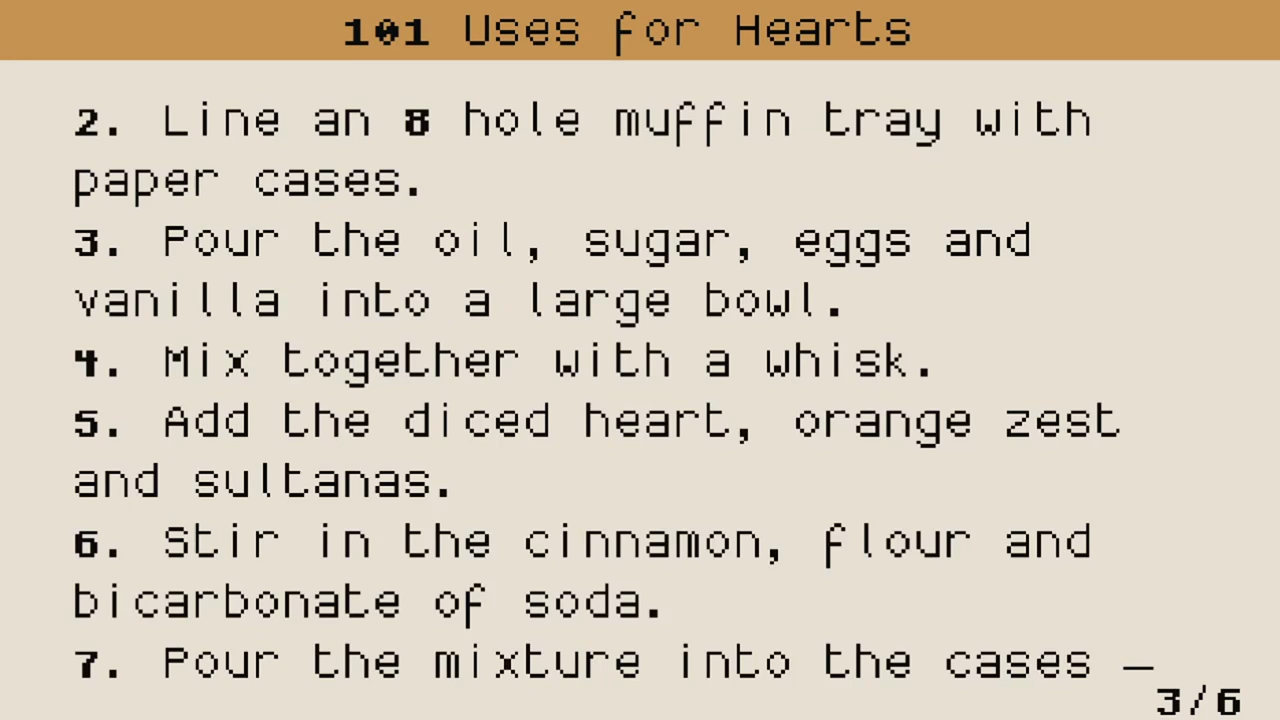 101 Uses for Hearts
2. Line an 8 hole muffin tray with
paper cases.
3. Pour the oil, sugar, eggs and
vanilla into a large bowl.
4. Mix together with a whisk.
5. Add the diced heart, orange zest
and sultanas.
6. Stir in the cinnamon, flour and
bicarbonate of soda.
7. Pour the mixture into the cases —
3/6